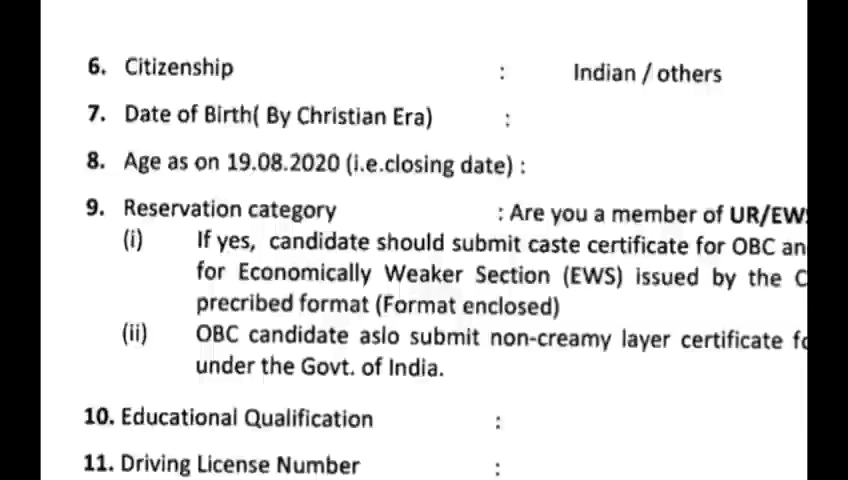 6. Citizenship : Indian / others
7. Date of Birth( By Christian Era) :
8. Age as on 19.08.2020 (i.e.closing date) :
9. Reservation category : Are you a member of UR/EWS
(i) If yes, candidate should submit caste certificate for OBC an
for Economically Weaker Section (EWS) issued by the C
precribed format (Format enclosed)
(ii) OBC candidate aslo submit non-creamy layer certificate fo
under the Govt. of India.
10. Educational Qualification :
11. Driving License Number :